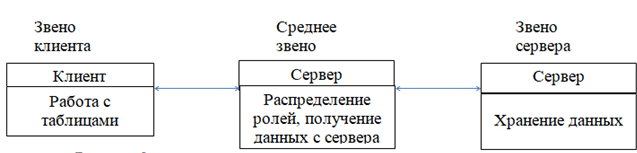 Звено
клиента
Среднее
звено
Звено
сервера
Клиент
Работа с
таблицами
Сервер
Распределение
ролей, получение
данных с сервера
Сервер
Хранение данных